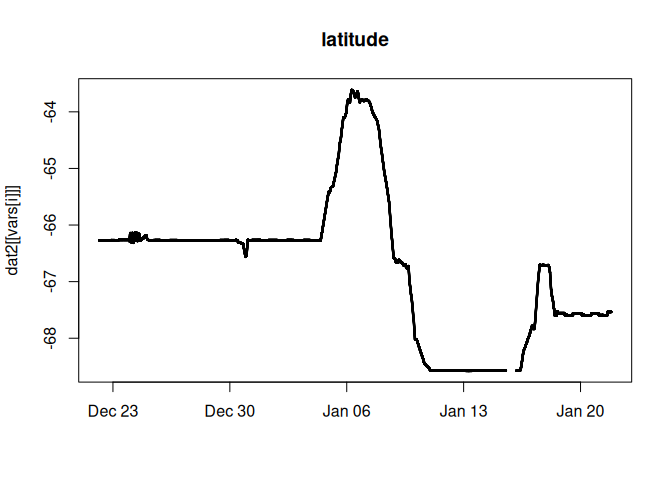 latitude
dat2[[vars[i]]]
-64
-65
-66
-67
-68
Dec 23
Dec 30
Jan 06
Jan 13
Jan 20